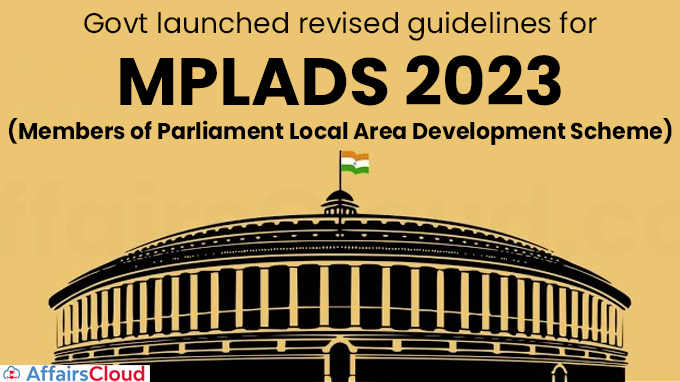 Govt launched revised guidelines for
MPLADS 2023
(Members of Parliament Local Area Development Scheme)
AffairsCloud